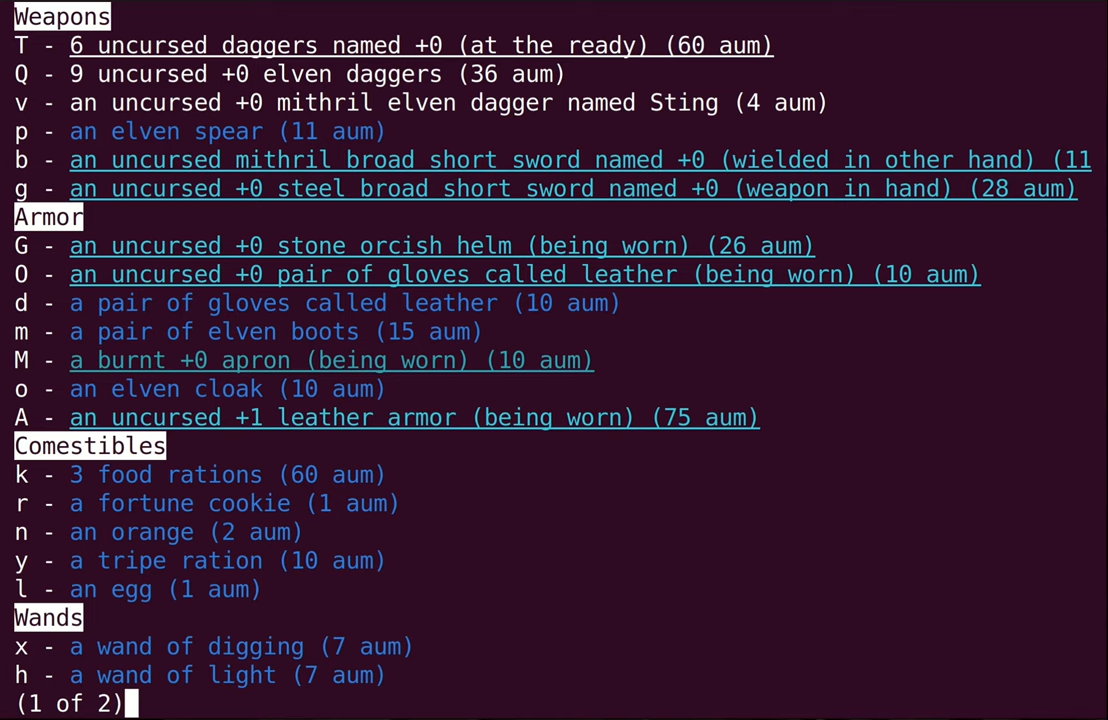 Weapons
T - 6 uncursed daggers named +0 (at the ready) (60 aum)
Q - 9 uncursed +0 elven daggers (36 aum)
v - an uncursed +0 mithril elven dagger named Sting (4 aum)
p - an elven spear (11 aum)
b - an uncursed mithril broad short sword named +0 (wielded in other hand) (11
g - an uncursed +0 steel broad short sword named +0 (weapon in hand) (28 aum)
Armor
G - an uncursed +0 stone orcish helm (being worn) (26 aum)
O - an uncursed +0 pair of gloves called leather (being worn) (10 aum)
d - a pair of gloves called leather (10 aum)
m - a pair of elven boots (15 aum)
M - a burnt +0 apron (being worn) (10 aum)
o - an elven cloak (10 aum)
A - an uncursed +1 leather armor (being worn) (75 aum)
Comestibles
k - 3 food rations (60 aum)
r - a fortune cookie (1 aum)
n - an orange (2 aum)
y - a tripe ration (10 aum)
l - an egg (1 aum)
Wands
x - a wand of digging (7 aum)
h - a wand of light (7 aum)
(1 of 2)